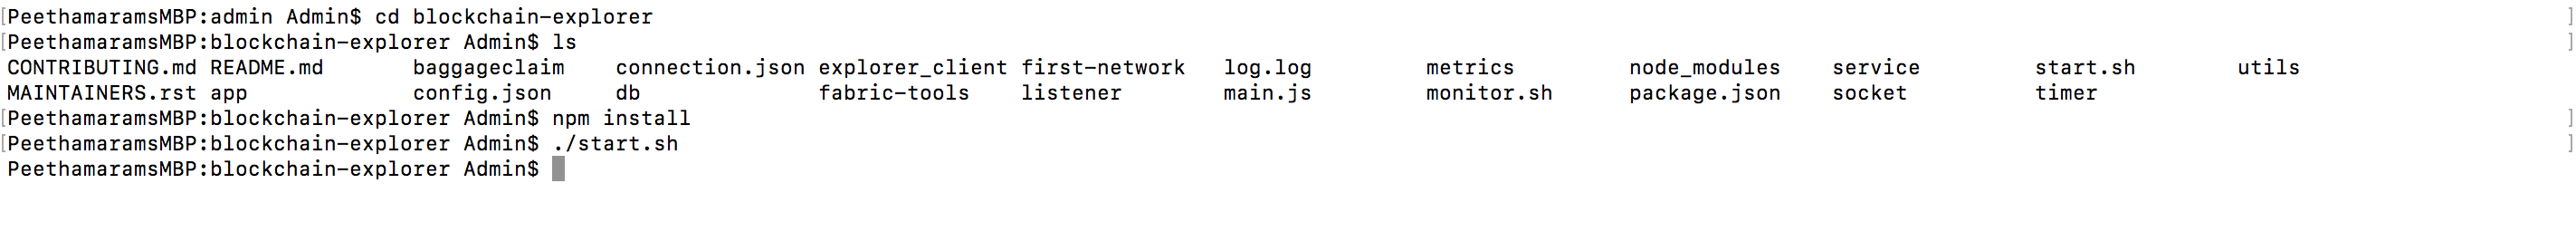 [PeethamaramsMBP:admin Admin$ cd blockchain-explorer ]
[PeethamaramsMBP:blockchain-explorer Admin$ ls ]
CONTRIBUTING.md README.md baggageclaim connection.json explorer_client first-network log.log metrics node_modules service start.sh utils
MAINTAINERS.rst app config.json db fabric-tools listener main.js monitor.sh package.json socket timer
[PeethamaramsMBP:blockchain-explorer Admin$ npm install ]
[PeethamaramsMBP:blockchain-explorer Admin$ ./start.sh ]
PeethamaramsMBP:blockchain-explorer Admin$